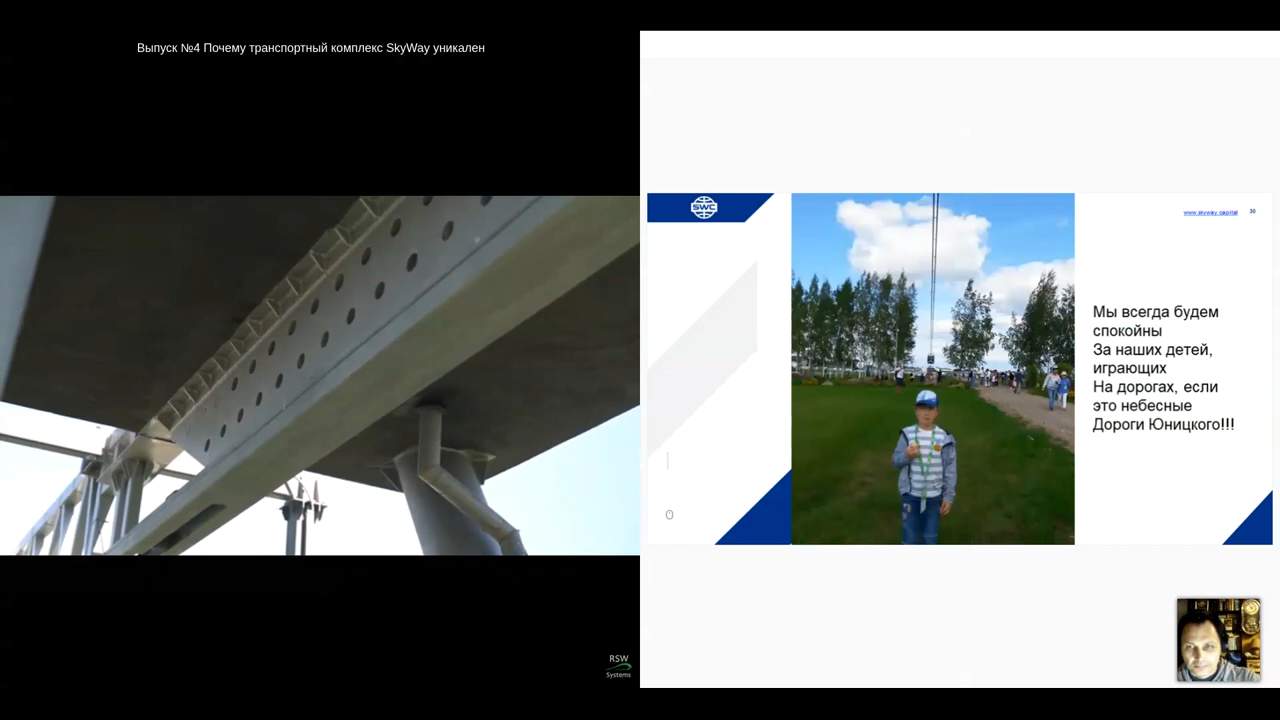 Выпуск №4 Почему транспортный комплекс SkyWay уникален
RSW
Systems
SWC
www.skyway.capital
30
Мы всегда будем
спокойны
За наших детей,
играющих
На дорогах, если
это небесные
Дороги Юницкого!!!